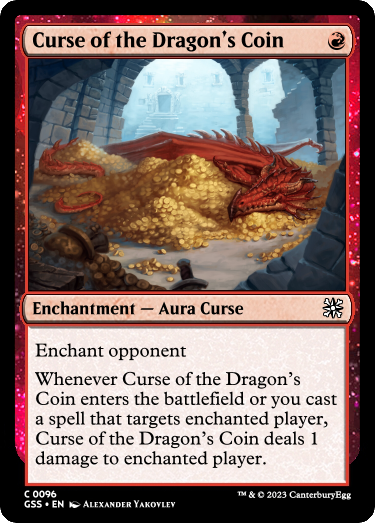 Curse of the Dragon's Coin
Enchantment — Aura Curse
Enchant opponent
Whenever Curse of the Dragon's
Coin enters the battlefield or you cast
a spell that targets enchanted player,
Curse of the Dragon's Coin deals 1
damage to enchanted player.
C 0096
GSS • EN Alexander Yakovlev
™ & © 2023 CanterburyEgg